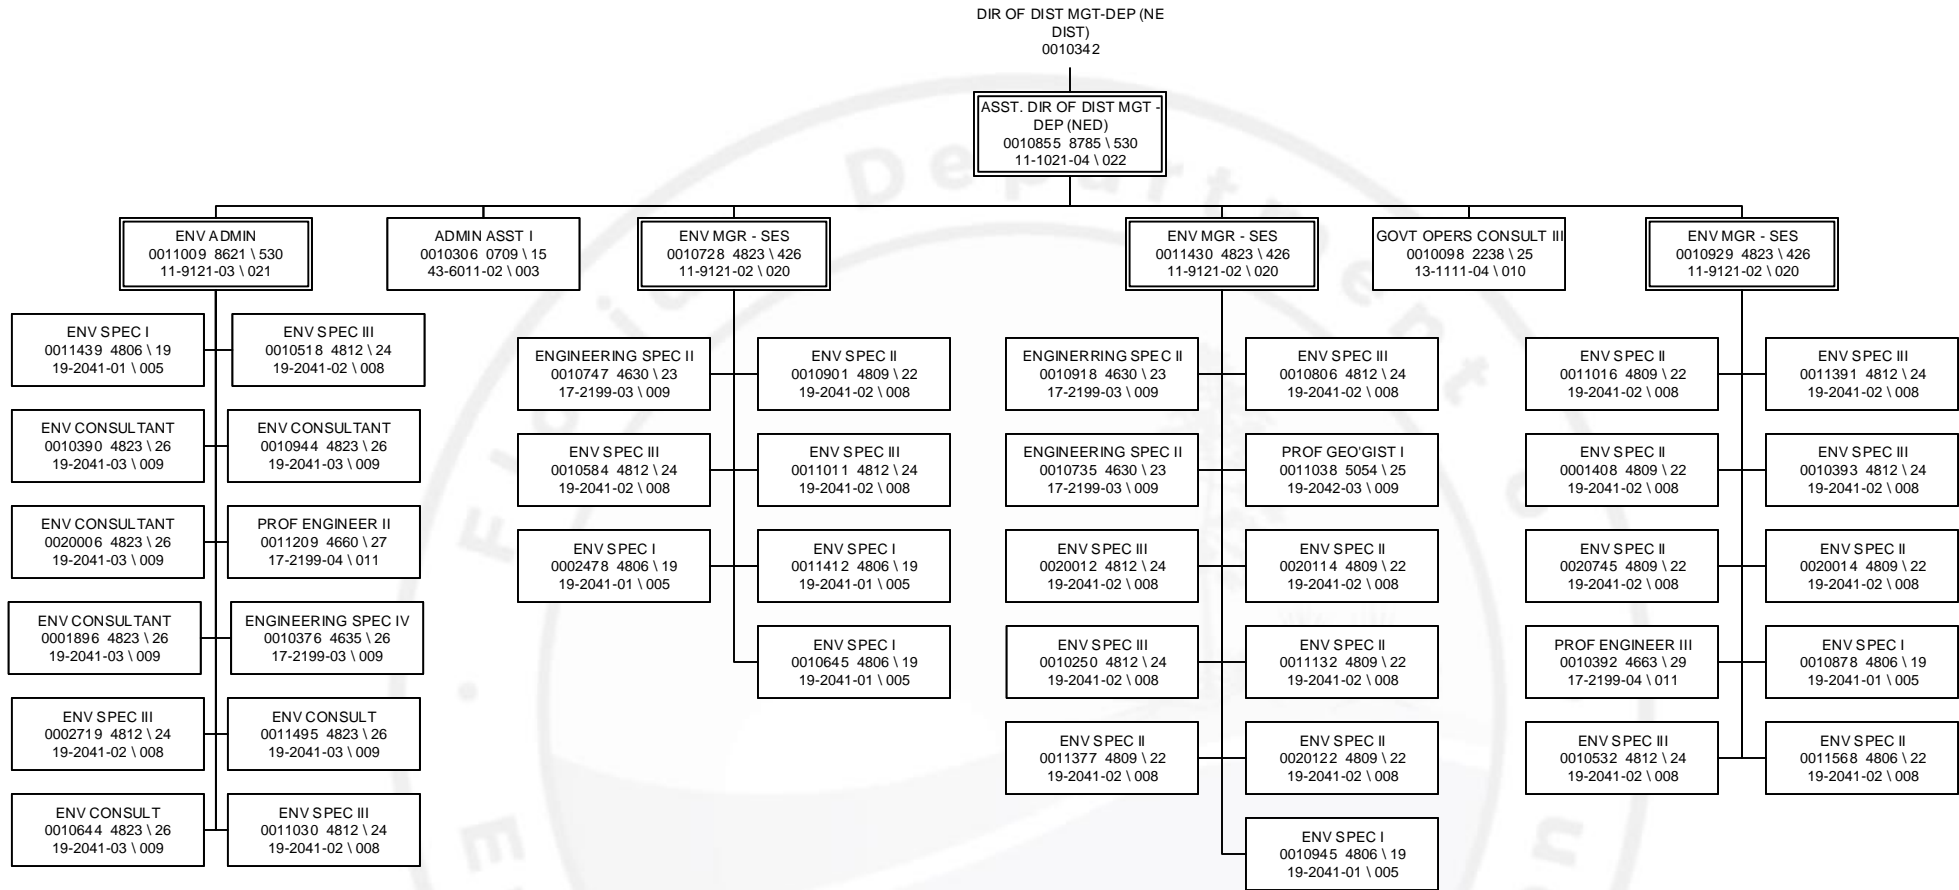 DIR OF DIST MGT-DEP (NE
DIST)
0010342
ASST. DIR OF DIST MGT -
DEP (NED)
0010855 8785 \ 530
11-1021-04 \ 022
ENV ADMIN
0011009 8621 \ 530
11-9121-03 \ 021
ADMIN ASST I
0010306 0709 \ 15
43-6011-02 \ 003
ENV MGR - SES
0010728 4823 \ 426
11-9121-02 \ 020
ENV MGR - SES
0011430 4823 \ 426
11-9121-02 \ 020
GOVT OPERS CONSULT III
0010098 2238 \ 25
13-1111-04 \ 010
ENV MGR - SES
0010929 4823 \ 426
11-9121-02 \ 020
ENV SPEC I
0011439 4806 \ 19
19-2041-01 \ 005
ENV SPEC III
0010518 4812 \ 24
19-2041-02 \ 008
ENV CONSULTANT
0010390 4823 \ 26
19-2041-03 \ 009
ENV CONSULTANT
0010944 4823 \ 26
19-2041-03 \ 009
ENV CONSULTANT
0020006 4823 \ 26
19-2041-03 \ 009
PROF ENGINEER II
0011209 4660 \ 27
17-2199-04 \ 011
ENV CONSULTANT
0001896 4823 \ 26
19-2041-03 \ 009
ENGINEERING SPEC IV
0010376 4635 \ 26
17-2199-03 \ 009
ENV SPEC III
0002719 4812 \ 24
19-2041-02 \ 008
ENV CONSULT
0011495 4823 \ 26
19-2041-03 \ 009
ENV CONSULT
0010644 4823 \ 26
19-2041-03 \ 009
ENV SPEC III
0011030 4812 \ 24
19-2041-02 \ 008
ENGINEERING SPEC II
0010747 4630 \ 23
17-2199-03 \ 009
ENV SPEC II
0010901 4809 \ 22
19-2041-02 \ 008
ENV SPEC III
0010584 4812 \ 24
19-2041-02 \ 008
ENV SPEC III
0011011 4812 \ 24
19-2041-02 \ 008
ENV SPEC I
0002478 4806 \ 19
19-2041-01 \ 005
ENV SPEC I
0011412 4806 \ 19
19-2041-01 \ 005
ENV SPEC I
0010645 4806 \ 19
19-2041-01 \ 005
ENGINERRING SPEC II
0010918 4630 \ 23
17-2199-03 \ 009
ENV SPEC III
0010806 4812 \ 24
19-2041-02 \ 008
ENGINEERING SPEC II
0010735 4630 \ 23
17-2199-03 \ 009
PROF GEO'GIST I
0011038 5054 \ 25
19-2042-03 \ 009
ENV SPEC III
0020012 4812 \ 24
19-2041-02 \ 008
ENV SPEC II
0020114 4809 \ 22
19-2041-02 \ 008
ENV SPEC III
0010250 4812 \ 24
19-2041-02 \ 008
ENV SPEC II
0011132 4809 \ 22
19-2041-02 \ 008
ENV SPEC II
0011377 4809 \ 22
19-2041-02 \ 008
ENV SPEC II
0020122 4809 \ 22
19-2041-02 \ 008
ENV SPEC I
0010945 4806 \ 19
19-2041-01 \ 005
ENV SPEC II
0011016 4809 \ 22
19-2041-02 \ 008
ENV SPEC III
0011391 4812 \ 24
19-2041-02 \ 008
ENV SPEC II
0001408 4809 \ 22
19-2041-02 \ 008
ENV SPEC III
0010393 4812 \ 24
19-2041-02 \ 008
ENV SPEC II
0020745 4809 \ 22
19-2041-02 \ 008
ENV SPEC II
0020014 4809 \ 22
19-2041-02 \ 008
PROF ENGINEER III
0010392 4663 \ 29
17-2199-04 \ 011
ENV SPEC I
0010878 4806 \ 19
19-2041-01 \ 005
ENV SPEC III
0010532 4812 \ 24
19-2041-02 \ 008
ENV SPEC II
0011568 4806 \ 22
19-2041-02 \ 008